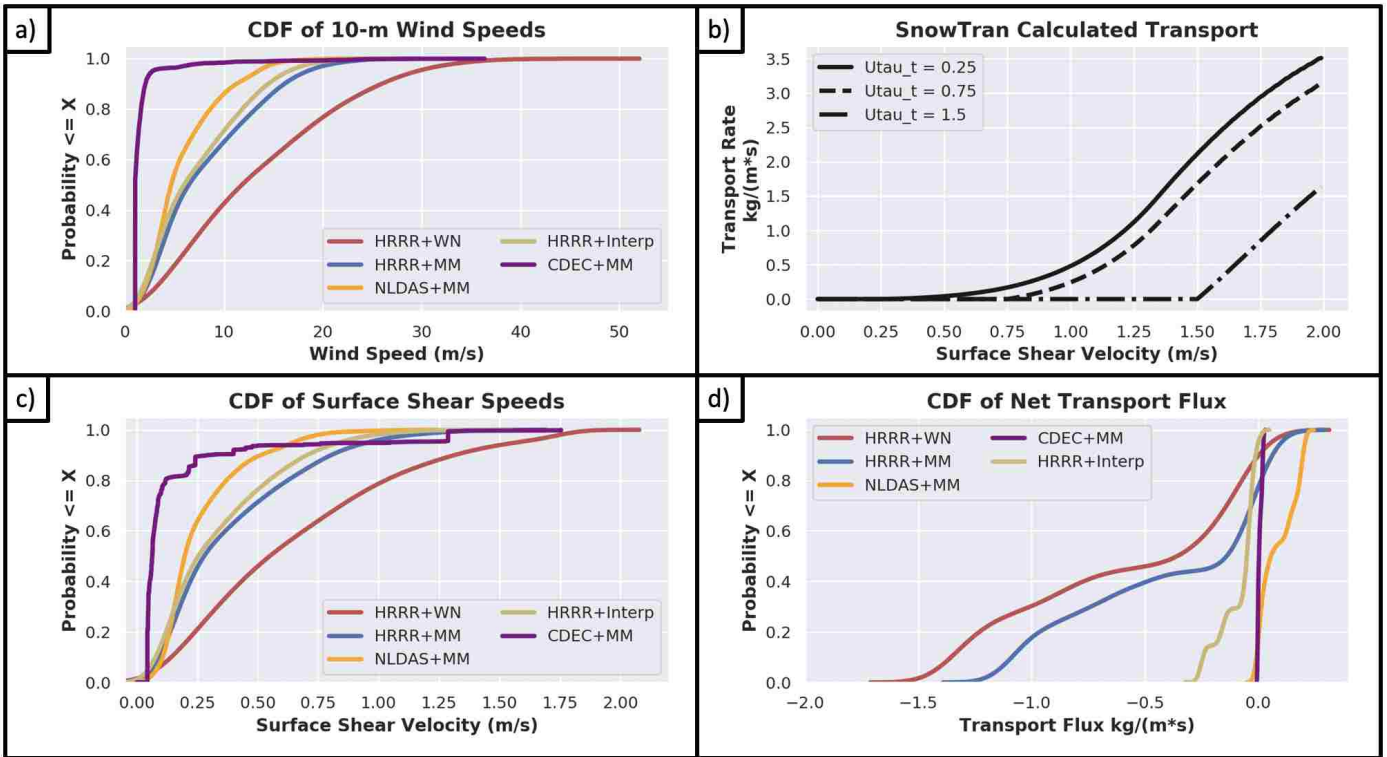 a)
CDF of 10-m Wind Speeds
Probability <= X
1.0
0.8
0.6
0.4
0.2
0.0
HRRR+WN
HRRR+MM
NLDAS+MM
HRRR+Interp
CDEC+MM
0 10 20 30 40 50
Wind Speed (m/s)
b)
SnowTran Calculated Transport
Transport Rate
kg/(m*s)
3.5
3.0
2.5
2.0
1.5
1.0
0.5
0.0
Utau_t = 0.25
Utau_t = 0.75
Utau_t = 1.5
0.00 0.25 0.50 0.75 1.00 1.25 1.50 1.75 2.00
Surface Shear Velocity (m/s)
c)
CDF of Surface Shear Speeds
Probability <= X
1.0
0.8
0.6
0.4
0.2
0.0
HRRR+WN
HRRR+MM
NLDAS+MM
HRRR+Interp
CDEC+MM
0.00 0.25 0.50 0.75 1.00 1.25 1.50 1.75 2.00
Surface Shear Velocity (m/s)
d)
CDF of Net Transport Flux
Probability <= X
1.0
0.8
0.6
0.4
0.2
0.0
HRRR+WN
HRRR+MM
NLDAS+MM
CDEC+MM
HRRR+Interp
−2.0 −1.5 −1.0 −0.5 0.0
Transport Flux kg/(m*s)